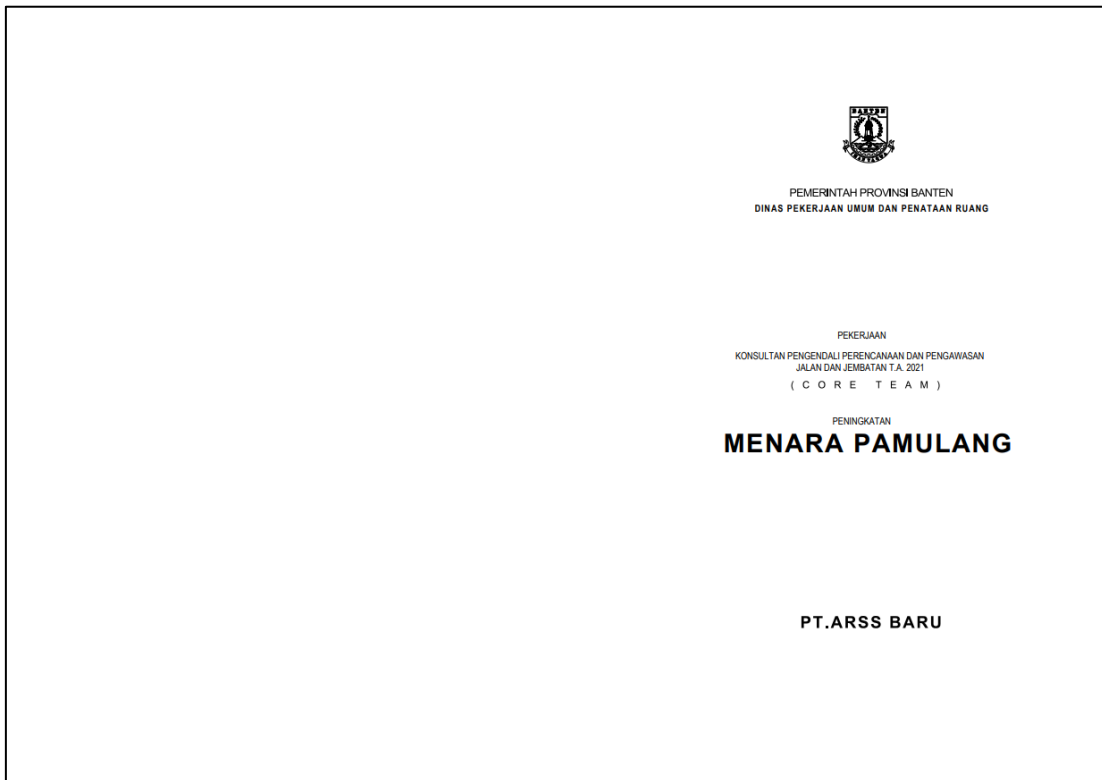 BANTEN
PEMERINTAH PROVINSI BANTEN
DINAS PEKERJAAN UMUM DAN PENATAAN RUANG
PEKERJAAN
KONSULTAN PENGENDALI PERENCANAAN DAN PENGAWASAN
JALAN DAN JEMBATAN T.A. 2021
( C O R E   T E A M )
PENINGKATAN
MENARA PAMULANG
PT.ARSS BARU